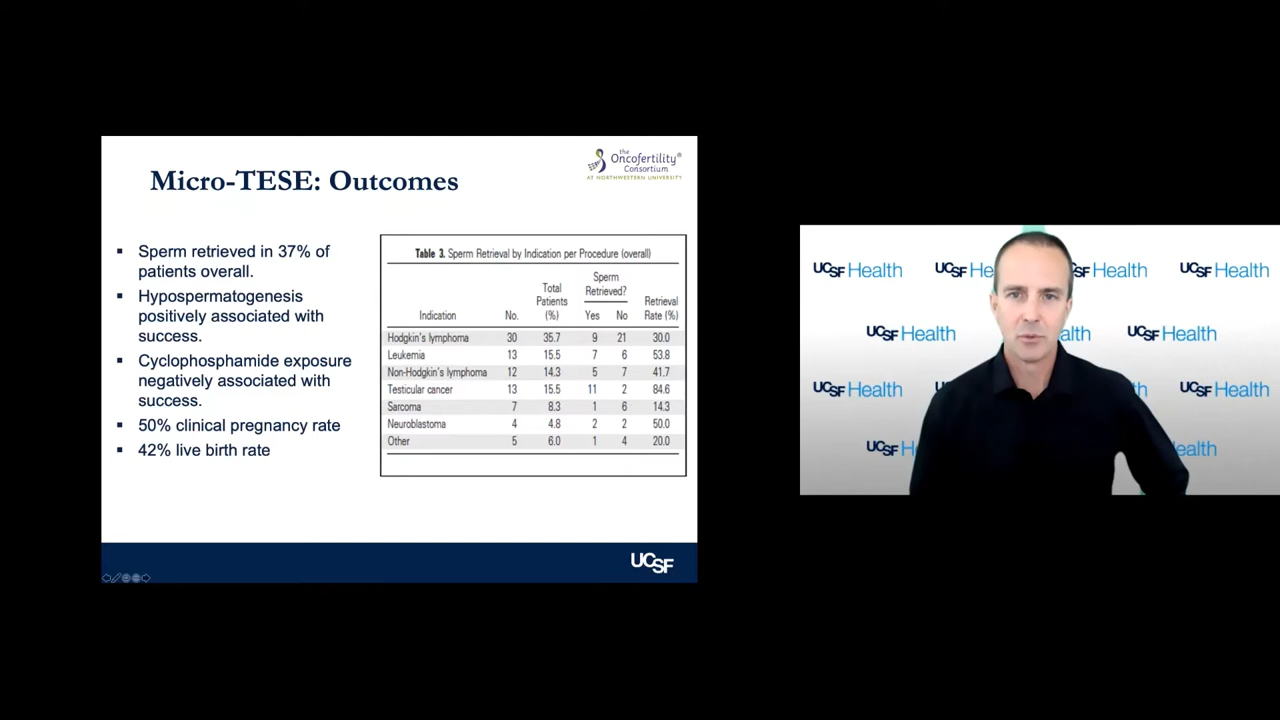 Micro-TESE: Outcomes
the
Oncofertility®
Consortium
AT NORTHWESTERN UNIVERSITY
▪ Sperm retrieved in 37% of
patients overall.
▪ Hypospermatogenesis
positively associated with
success.
▪ Cyclophosphamide exposure
negatively associated with
success.
▪ 50% clinical pregnancy rate
▪ 42% live birth rate
Table 3. Sperm Retrieval by Indication per Procedure (overall)
Sperm
Total Retrieved?
Patients Retrieval
Indication No. (%) Yes No Rate (%)
Hodgkin's lymphoma 30 35.7 9 21 30.0
Leukemia 13 15.5 7 6 53.8
Non-Hodgkin's lymphoma 12 14.3 5 7 41.7
Testicular cancer 13 15.5 11 2 84.6
Sarcoma 7 8.3 1 6 14.3
Neuroblastoma 4 4.8 2 2 50.0
Other 5 6.0 1 4 20.0
UCSF
UCSF Health UCSF He Health UCSF Health
UCSF Health UCSF Health
UCSF Health UCSF Health
UCSF H ealth